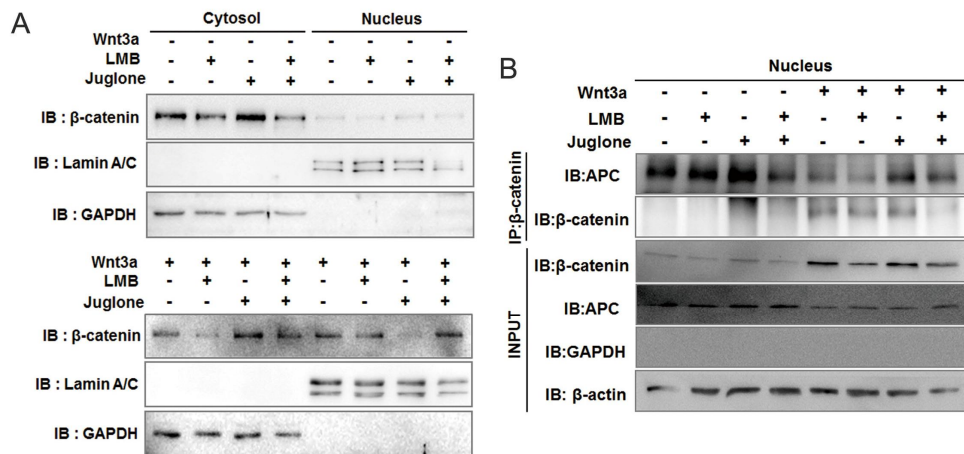 A
Cytosol Nucleus
Wnt3a - - - - - - - -
LMB - + - + - + - +
Juglone - - + + - - + +
IB : β-catenin
IB : Lamin A/C
IB : GAPDH
Wnt3a + + + + + + + +
LMB - + - + - + - +
Juglone - - + + - - + +
IB : β-catenin
IB : Lamin A/C
IB : GAPDH
B
Nucleus
Wnt3a - - - - + + + +
LMB - + - + - + - +
Juglone - - + + - - + +
IP:β-catenin
IB:APC
IB:β-catenin
INPUT
IB:β-catenin
IB:APC
IB:GAPDH
IB: β-actin